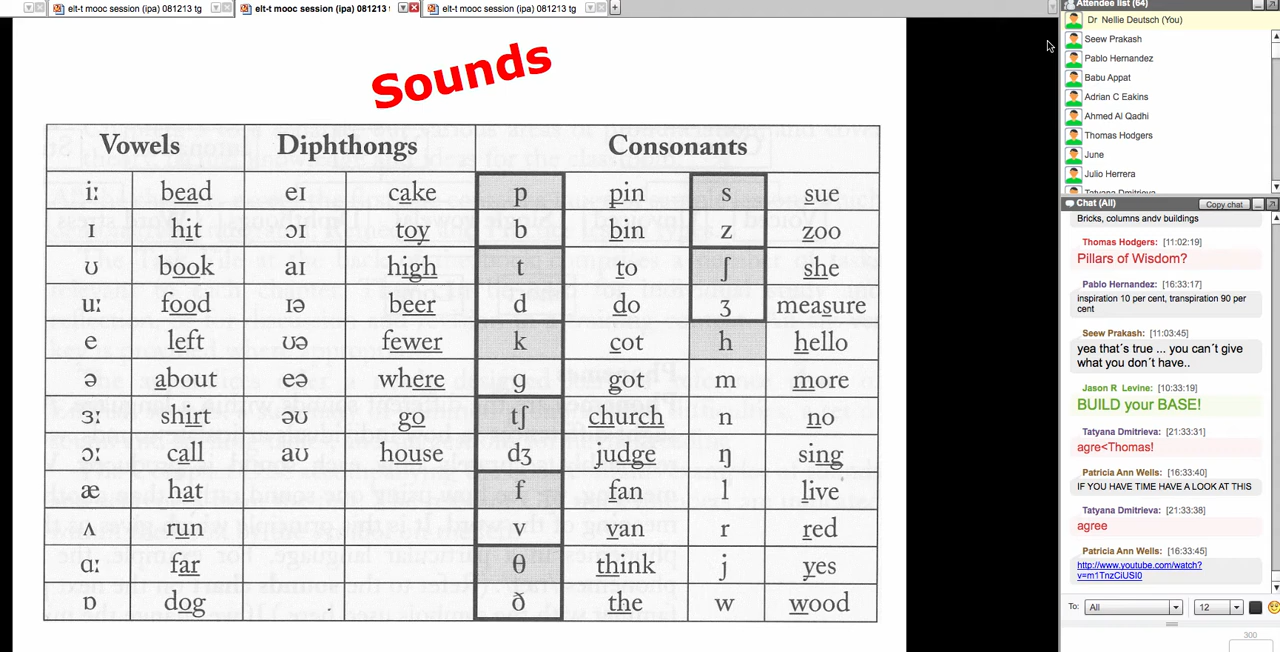 elt-t mooc session (ipa) 081213 tg elt-t mooc session (ipa) 081213 elt-t mooc session (ipa) 081213 tg
Sounds
Vowels Diphthongs Consonants
iː bead eɪ cake p pin s sue
ɪ hit ɔɪ toy b bin z zoo
ʊ book aɪ high t to ʃ she
uː food ɪə beer d do ʒ measure
e left ʊə fewer k cot h hello
ə about eə where g got m more
ɜː shirt əʊ go tʃ church n no
ɔː call aʊ house dʒ judge ŋ sing
æ hat f fan l live
ʌ run v van r red
ɑː far θ think j yes
ɒ dog ð the w wood
Attendee list (64)
Dr Nellie Deutsch (You)
Seew Prakash
Pablo Hernandez
Babu Appat
Adrian C Eakins
Ahmed Al Qadhi
Thomas Hodgers
June
Julio Herrera
Tatyana Dmitrieva
Chat (All) Copy chat
Bricks, columns andv buildings
Thomas Hodgers: [11:02:19]
Pillars of Wisdom?
Pablo Hernandez: [16:33:17]
inspiration 10 per cent, transpiration 90 per
cent
Seew Prakash: [11:03:45]
yea that´s true ... you can´t give
what you don´t have..
Jason R Levine: [10:33:19]
BUILD your BASE!
Tatyana Dmitrieva: [21:33:31]
agre<Thomas!
Patricia Ann Wells: [16:33:40]
IF YOU HAVE TIME HAVE A LOOK AT THIS
Tatyana Dmitrieva: [21:33:38]
agree
Patricia Ann Wells: [16:33:45]
http://www.youtube.com/watch?
v=m1TnzCiUSI0
To: All 12
300